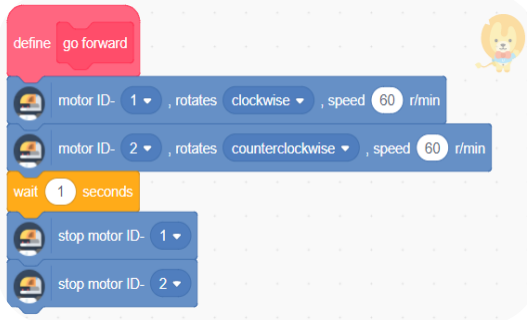 define go forward
motor ID- 1 , rotates clockwise , speed 60 r/min
motor ID- 2 , rotates counterclockwise , speed 60 r/min
wait 1 seconds
stop motor ID- 1
stop motor ID- 2